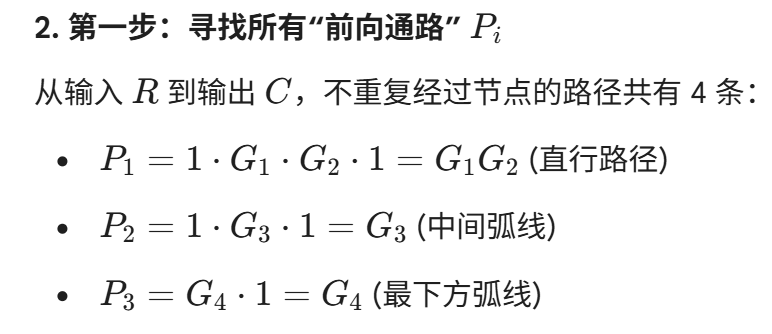 2. 第一步：寻找所有“前向通路” P_i
从输入 R 到输出 C，不重复经过节点的路径共有 4 条：
• P_1 = 1 · G_1 · G_2 · 1 = G_1G_2 (直行路径)
• P_2 = 1 · G_3 · 1 = G_3 (中间弧线)
• P_3 = G_4 · 1 = G_4 (最下方弧线)